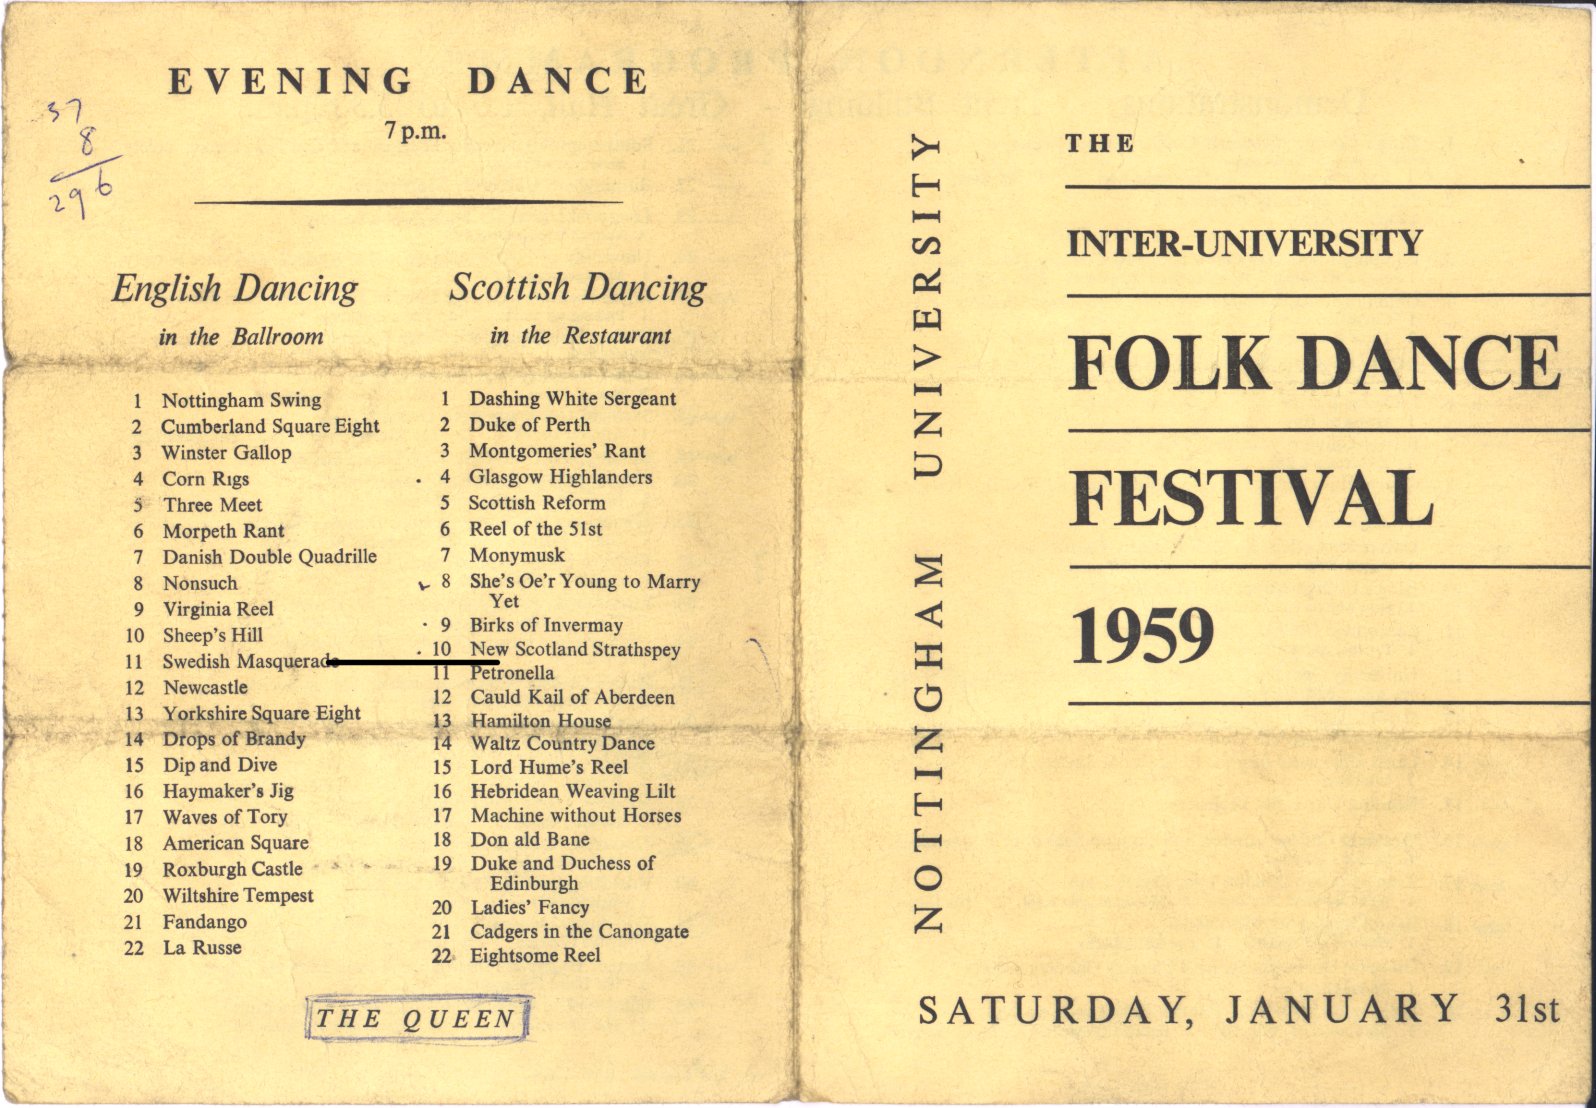 EVENING DANCE
7 p.m.
37
8
296
English Dancing
in the Ballroom
1 Nottingham Swing
2 Cumberland Square Eight
3 Winster Gallop
4 Corn Rigs
5 Three Meet
6 Morpeth Rant
7 Danish Double Quadrille
8 Nonsuch
9 Virginia Reel
10 Sheep's Hill
11 Swedish Masquerade
12 Newcastle
13 Yorkshire Square Eight
14 Drops of Brandy
15 Dip and Dive
16 Haymaker's Jig
17 Waves of Tory
18 American Square
19 Roxburgh Castle
20 Wiltshire Tempest
21 Fandango
22 La Russe
Scottish Dancing
in the Restaurant
1 Dashing White Sergeant
2 Duke of Perth
3 Montgomeries' Rant
4 Glasgow Highlanders
5 Scottish Reform
6 Reel of the 51st
7 Monymusk
8 She's Oe'r Young to Marry
Yet
9 Birks of Invermay
10 New Scotland Strathspey
11 Petronella
12 Cauld Kail of Aberdeen
13 Hamilton House
14 Waltz Country Dance
15 Lord Hume's Reel
16 Hebridean Weaving Lilt
17 Machine without Horses
18 Don ald Bane
19 Duke and Duchess of
Edinburgh
20 Ladies' Fancy
21 Cadgers in the Canongate
22 Eightsome Reel
THE QUEEN
NOTTINGHAM UNIVERSITY
THE
INTER-UNIVERSITY
FOLK DANCE
FESTIVAL
1959
SATURDAY, JANUARY 31st